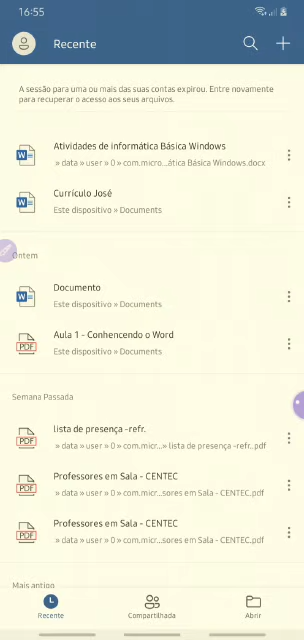 16:55
Recente
A sessão para uma ou mais das suas contas expirou. Entre novamente
para recuperar o acesso aos seus arquivos.
Atividades de informática Básica Windows
» data » user » 0 » com.micro...ática Básica Windows.docx
Currículo José
Este dispositivo » Documents
Ontem
Documento
Este dispositivo » Documents
Aula 1 - Conhencendo o Word
Este dispositivo » Documents
Semana Passada
lista de presença -refr.
» data » user » 0 » com.micr...» lista de presença -refr..pdf
Professores em Sala - CENTEC
» data » user » 0 » com.micr...sores em Sala - CENTEC.pdf
Professores em Sala - CENTEC
» data » user » 0 » com.micr...sores em Sala - CENTEC.pdf
Mais antigo
Recente
Compartilhada
Abrir
PDF
PDF
PDF
PDF